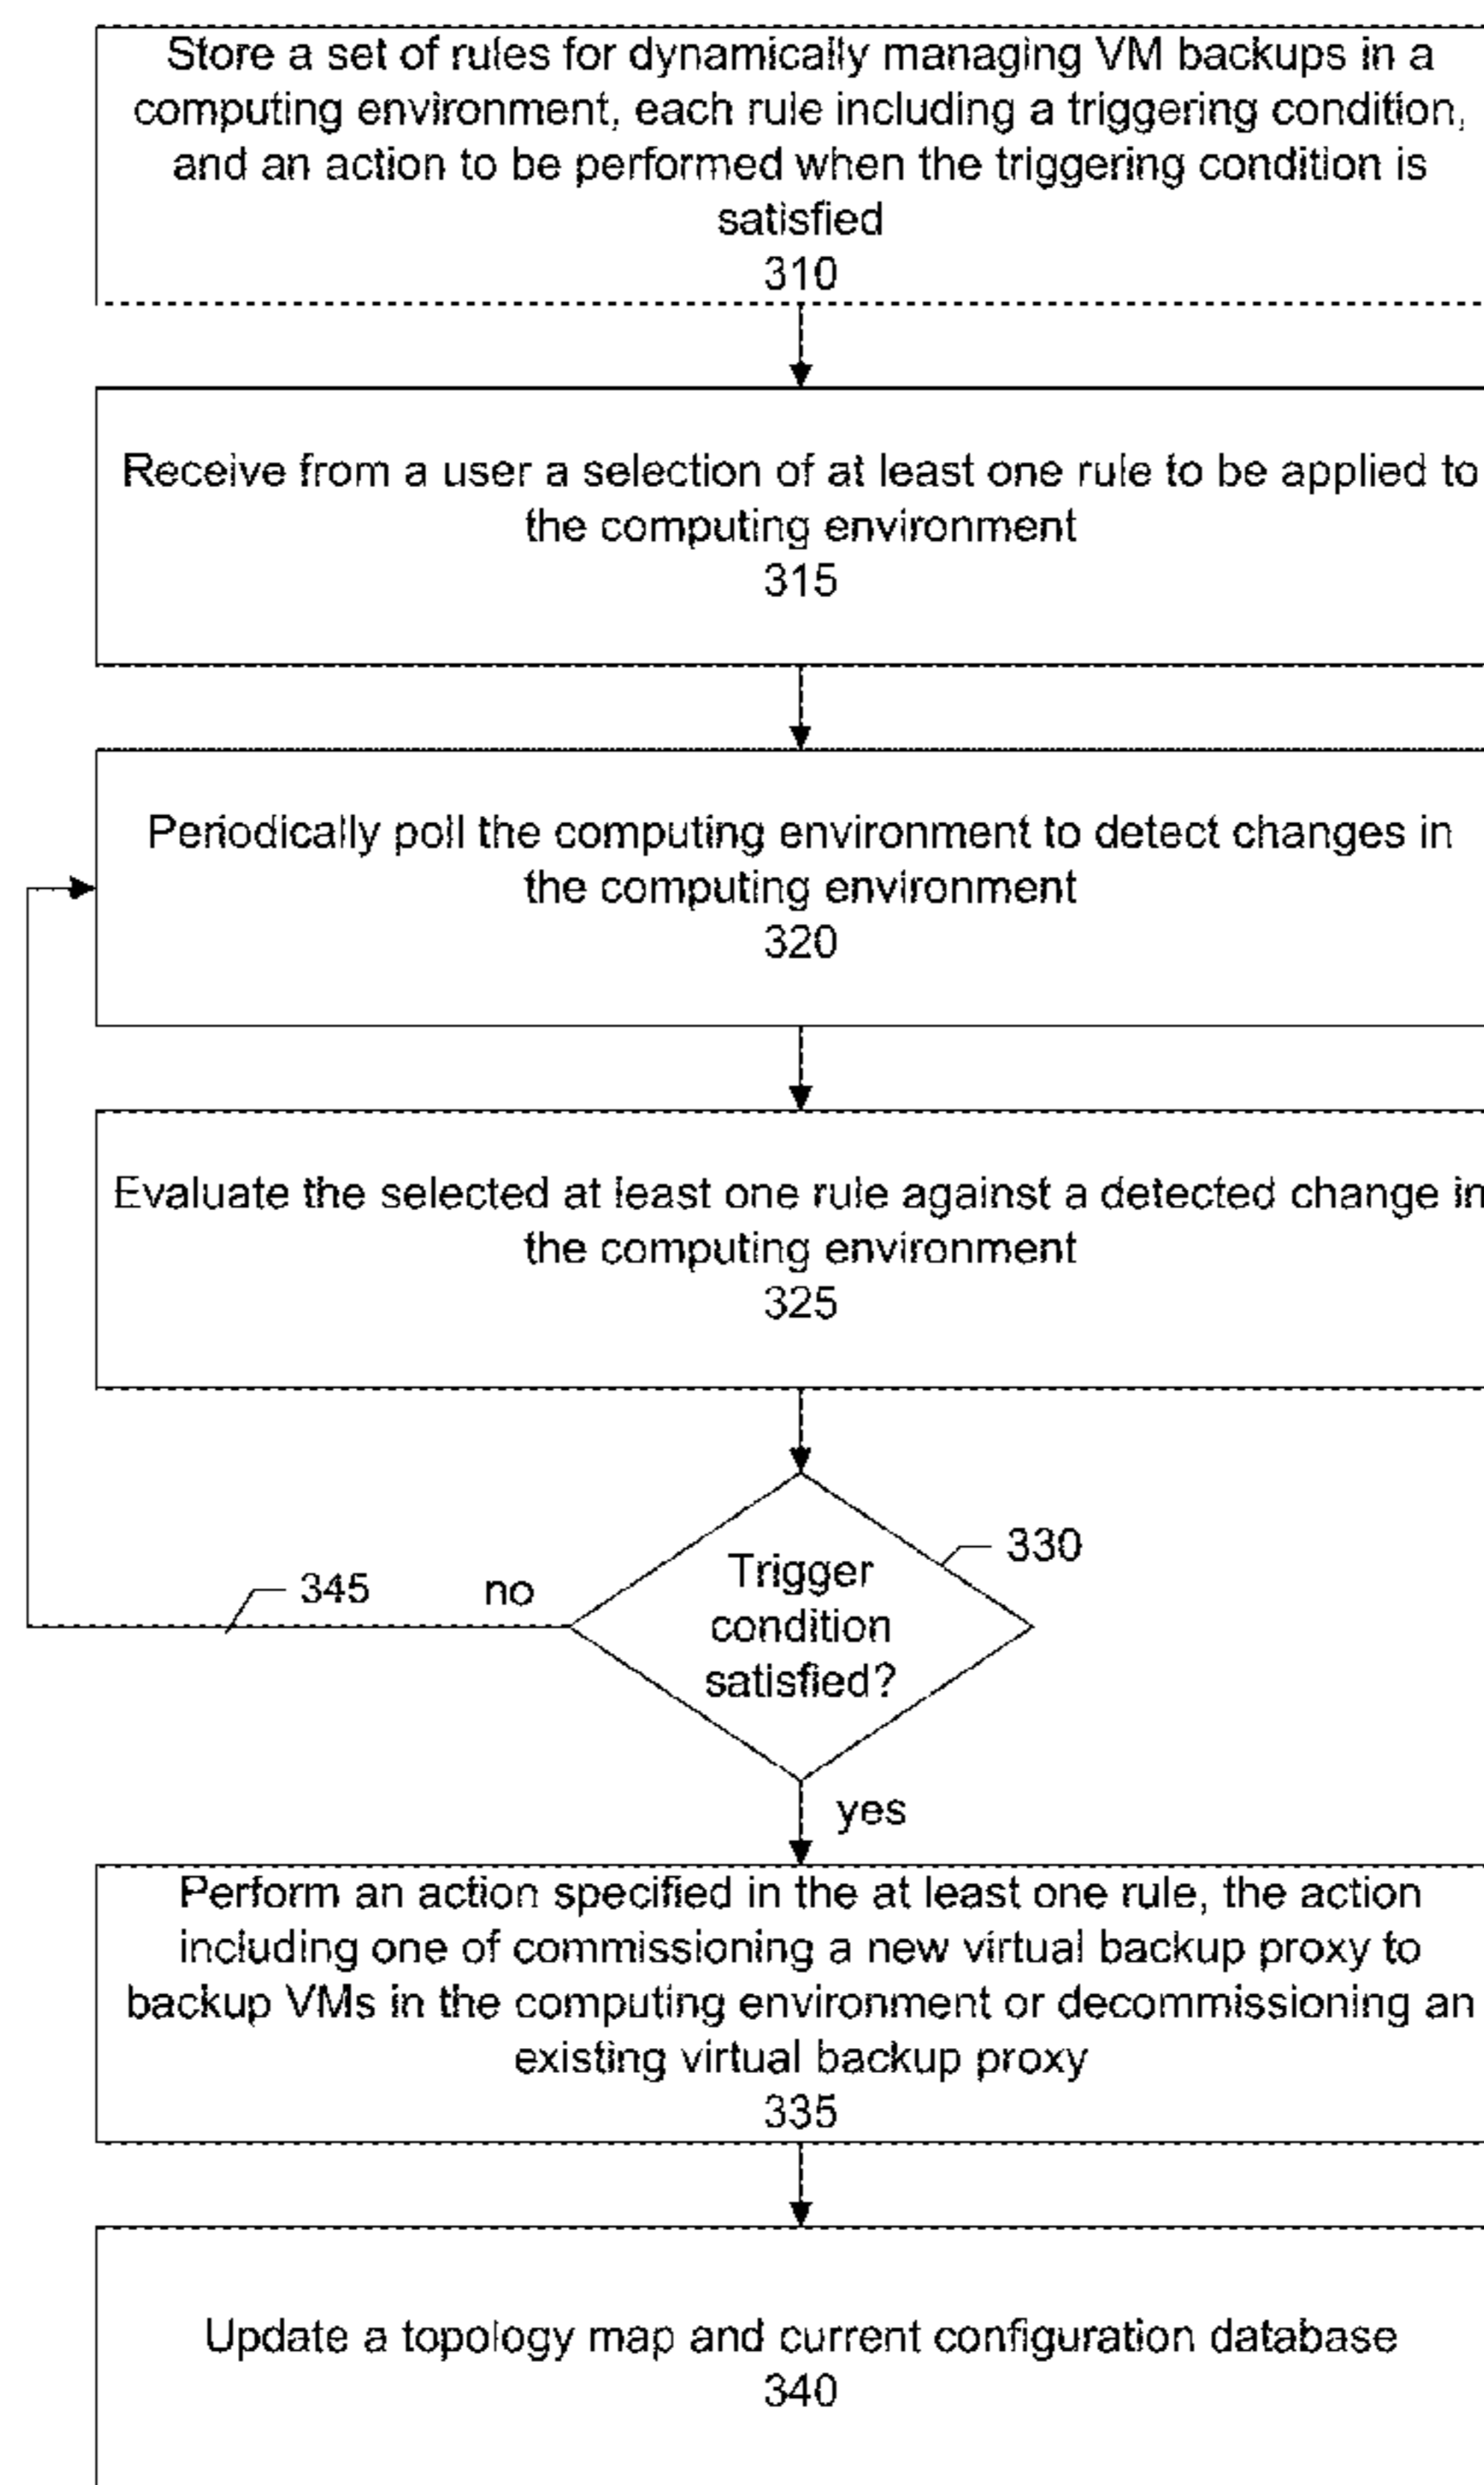 Store a set of rules for dynamically managing VM backups in a
computing environment, each rule including a triggering condition,
and an action to be performed when the triggering condition is
satisfied
310
Receive from a user a selection of at least one rule to be applied to
the computing environment
315
Periodically poll the computing environment to detect changes in
the computing environment
320
Evaluate the selected at least one rule against a detected change in
the computing environment
325
330
Trigger
condition
satisfied?
345
no
yes
Perform an action specified in the at least one rule, the action
including one of commissioning a new virtual backup proxy to
backup VMs in the computing environment or decommissioning an
existing virtual backup proxy
335
Update a topology map and current configuration database
340